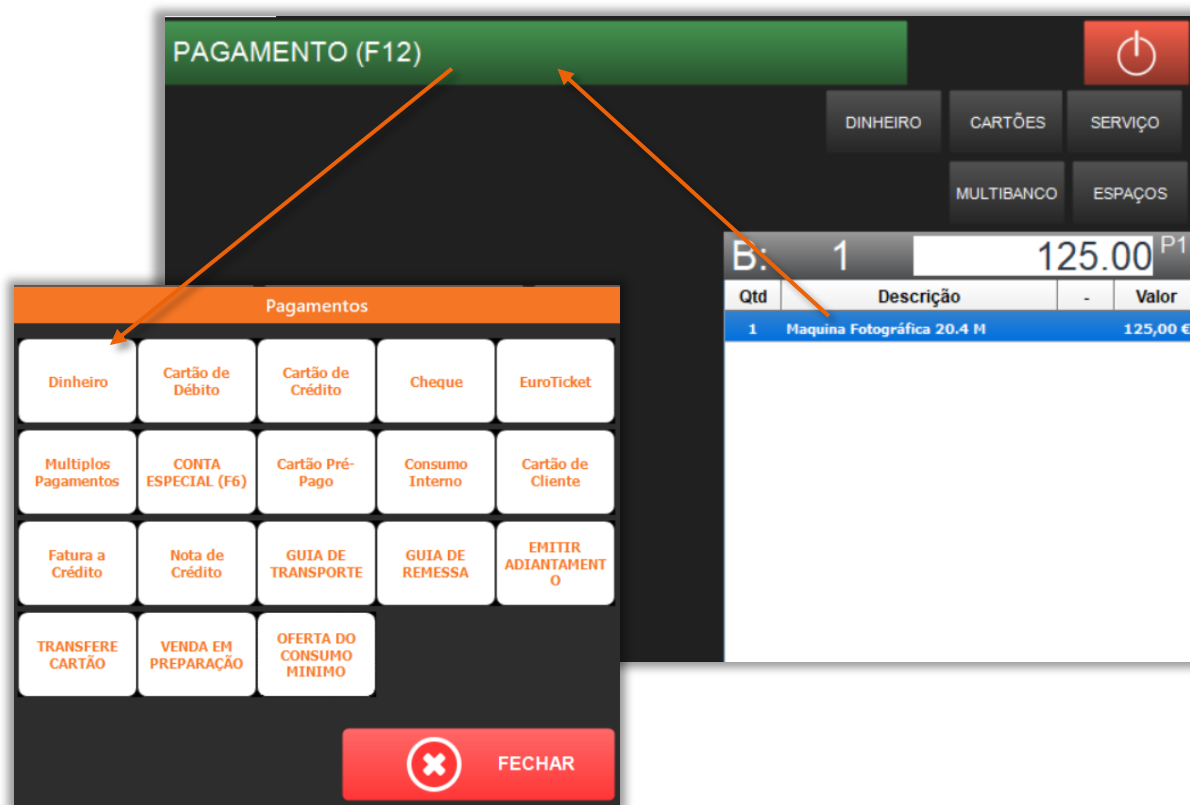 PAGAMENTO (F12)
DINHEIRO
CARTÕES
SERVIÇO
MULTIBANCO
ESPAÇOS
B: 1 125.00 P1
Qtd Descrição - Valor
1 Maquina Fotográfica 20.4 M 125,00 €
Pagamentos
Dinheiro
Cartão de
Débito
Cartão de
Crédito
Cheque
EuroTicket
Multiplos
Pagamentos
CONTA
ESPECIAL (F6)
Cartão Pré-
Pago
Consumo
Interno
Cartão de
Cliente
Fatura a
Crédito
Nota de
Crédito
GUIA DE
TRANSPORTE
GUIA DE
REMESSA
EMITIR
ADIANTAMENT
O
TRANSFERE
CARTÃO
VENDA EM
PREPARAÇÃO
OFERTA DO
CONSUMO
MINIMO
FECHAR